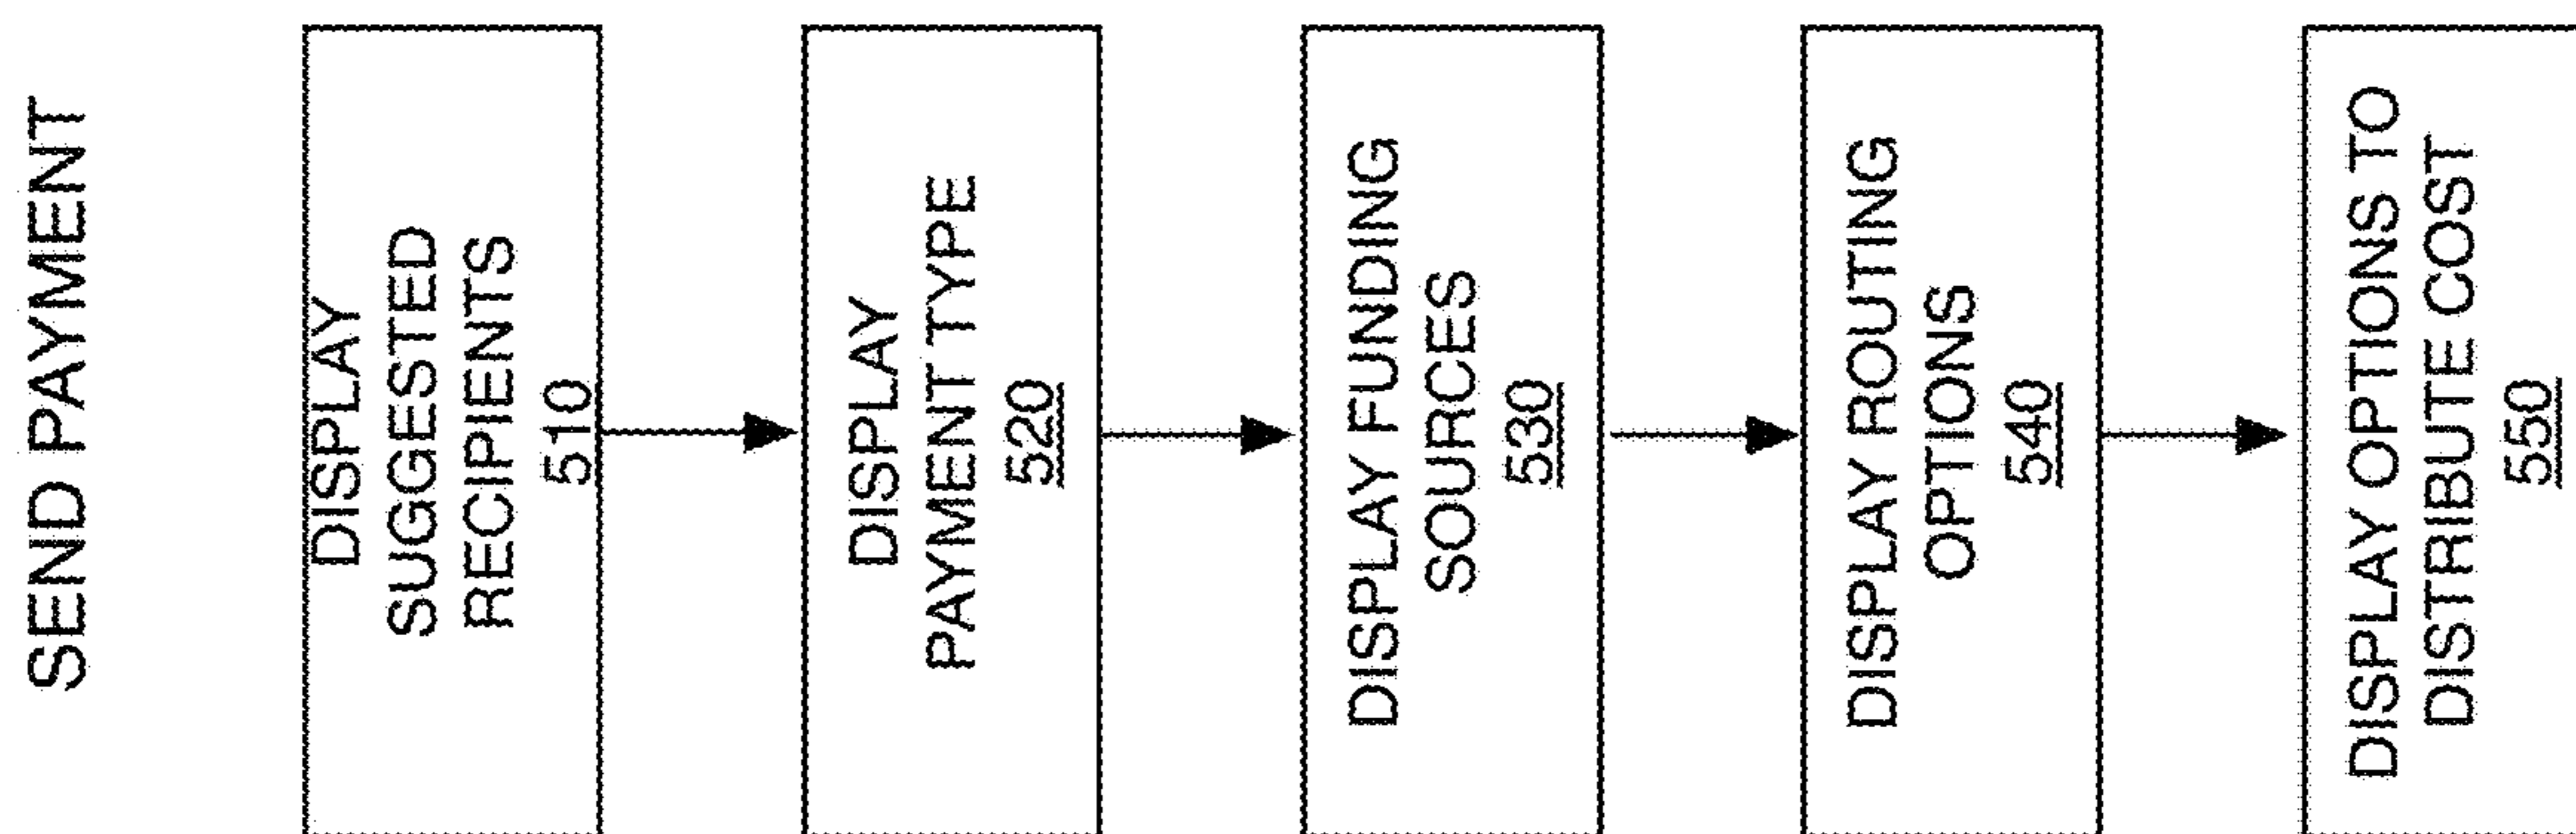 SEND PAYMENT
DISPLAY
SUGGESTED
RECIPIENTS
510
DISPLAY
PAYMENT TYPE
520
DISPLAY FUNDING
SOURCES
530
DISPLAY ROUTING
OPTIONS
540
DISPLAY OPTIONS TO
DISTRIBUTE COST
550